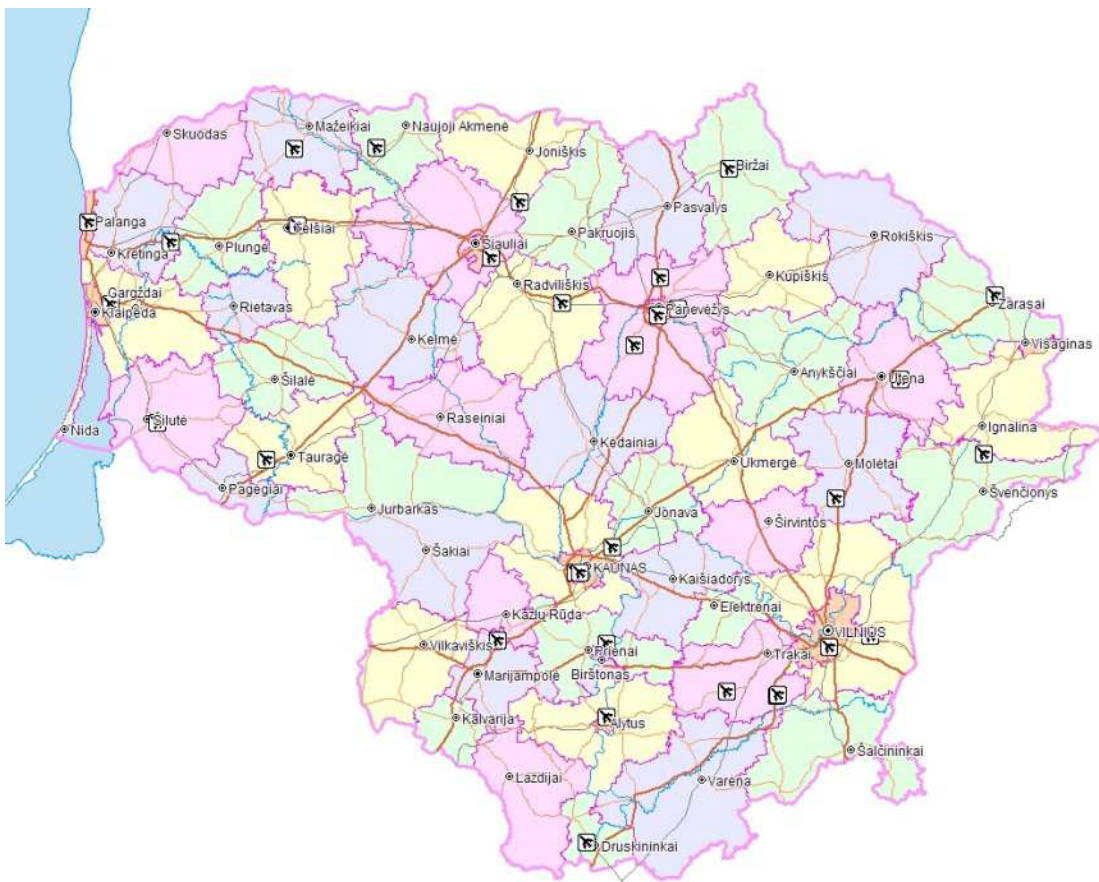 Skuodas
Mažeikiai
Naujoji Akmenė
Joniškis
Biržai
Palanga
Pasvalys
Kretinga
Plungė
Telšiai
Šiauliai
Pakruojis
Rokiškis
Gargždai
Klaipėda
Rietavas
Radviliškis
Kupiškis
Panevėžys
Zarasai
Kelmė
Visaginas
Šilalė
Anykščiai
Utena
Nida
Šilutė
Raseiniai
Kėdainiai
Ignalina
Tauragė
Ukmergė
Molėtai
Pagėgiai
Jurbarkas
Jonava
Širvintos
Švenčionys
Šakiai
KAUNAS
Kaišiadorys
Kazlų Rūda
Elektrėnai
Vilkaviškis
Prienai
VILNIUS
Marijampolė
Birštonas
Trakai
Kalvarija
Alytus
Šalčininkai
Lazdijai
Varėna
Druskininkai